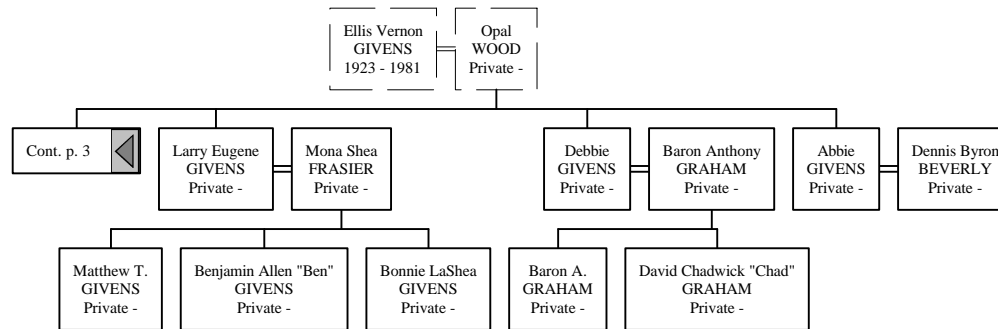 Ellis Vernon
GIVENS
1923 - 1981
Opal
WOOD
Private -
Cont. p. 3
Larry Eugene
GIVENS
Private -
Mona Shea
FRASIER
Private -
Debbie
GIVENS
Private -
Baron Anthony
GRAHAM
Private -
Abbie
GIVENS
Private -
Dennis Byron
BEVERLY
Private -
Matthew T.
GIVENS
Private -
Benjamin Allen "Ben"
GIVENS
Private -
Bonnie LaShea
GIVENS
Private -
Baron A.
GRAHAM
Private -
David Chadwick "Chad"
GRAHAM
Private -